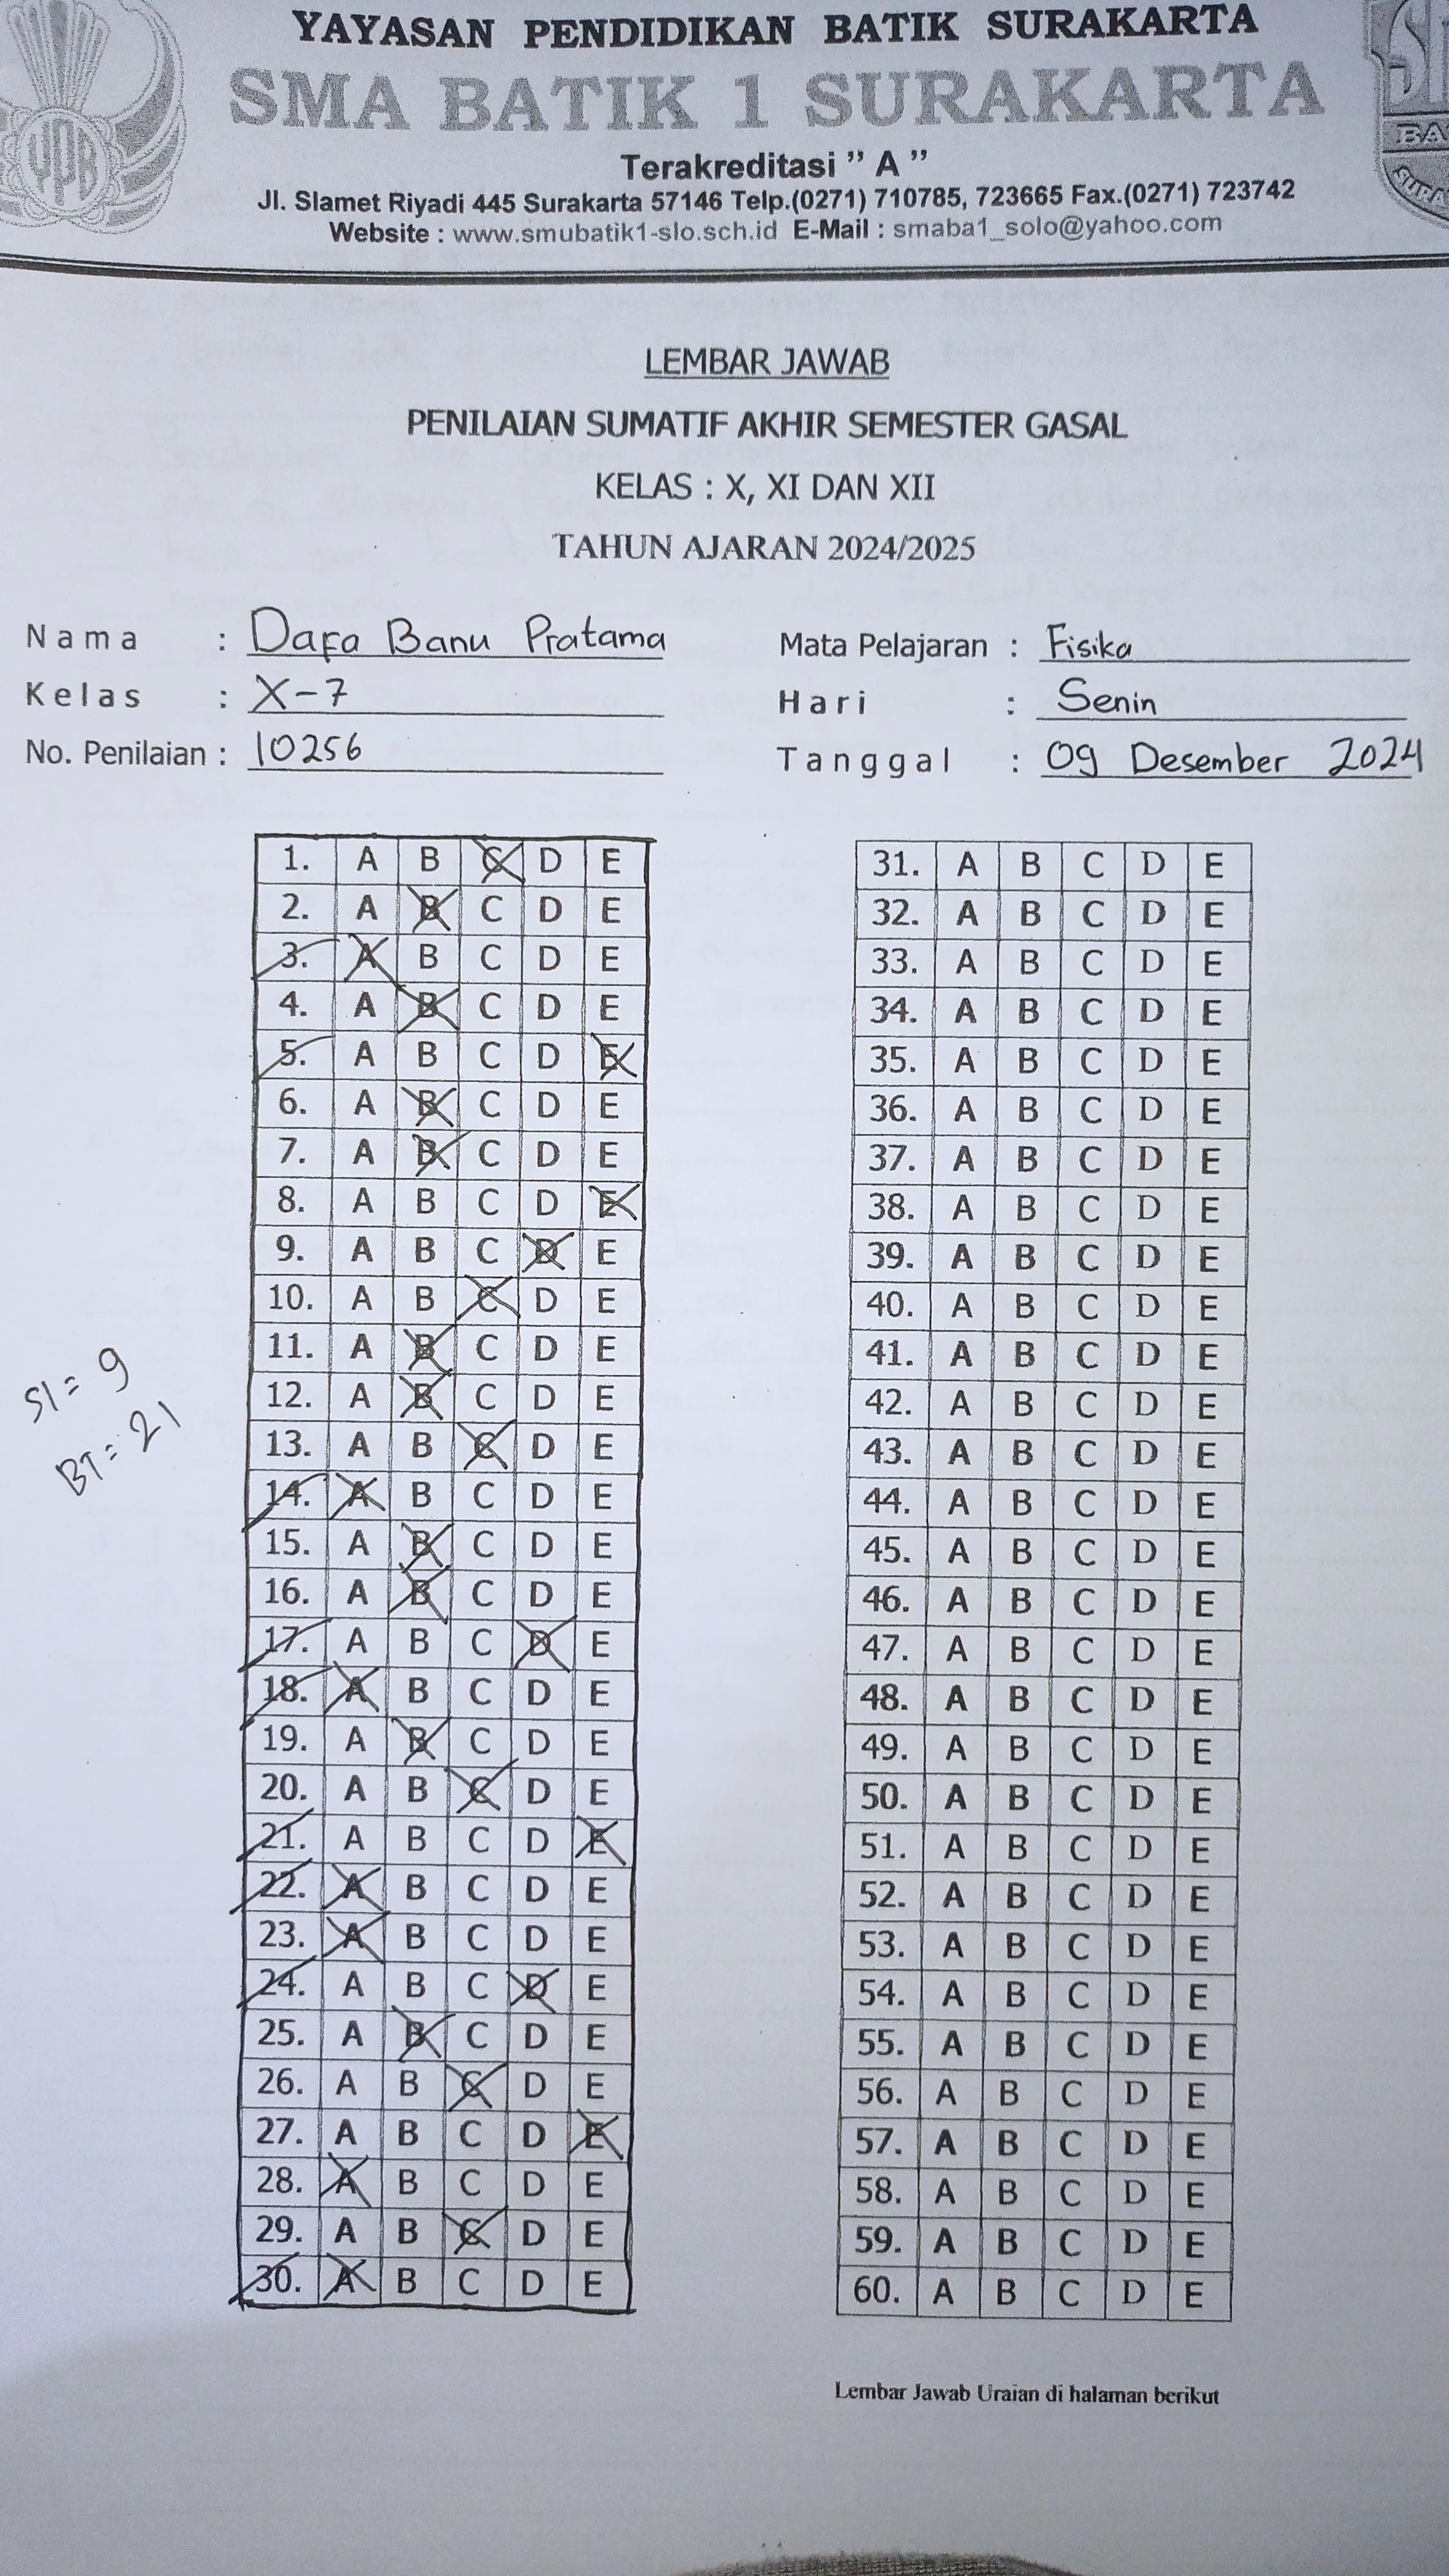 YAYASAN PENDIDIKAN BATIK SURAKARTA
SMA BATIK 1 SURAKARTA
Terakreditasi " A "
Jl. Slamet Riyadi 445 Surakarta 57146 Telp.(0271) 710785, 723665 Fax.(0271) 723742
Website : www.smubatik1-slo.sch.id E-Mail : smaba1_solo@yahoo.com
YPB
LEMBAR JAWAB
PENILAIAN SUMATIF AKHIR SEMESTER GASAL
KELAS : X, XI DAN XII
TAHUN AJARAN 2024/2025
Nama : Dafa Banu Pratama
Kelas : X-7
No. Penilaian : 10256
Mata Pelajaran : Fisika
Hari : Senin
Tanggal : 09 Desember 2024
1. A B C D E
2. A B C D E
3. A B C D E
4. A B C D E
5. A B C D E
6. A B C D E
7. A B C D E
8. A B C D E
9. A B C D E
10. A B C D E
11. A B C D E
12. A B C D E
13. A B C D E
14. A B C D E
15. A B C D E
16. A B C D E
17. A B C D E
18. A B C D E
19. A B C D E
20. A B C D E
21. A B C D E
22. A B C D E
23. A B C D E
24. A B C D E
25. A B C D E
26. A B C D E
27. A B C D E
28. A B C D E
29. A B C D E
30. A B C D E
Sl = 9
BT = 21
31. A B C D E
32. A B C D E
33. A B C D E
34. A B C D E
35. A B C D E
36. A B C D E
37. A B C D E
38. A B C D E
39. A B C D E
40. A B C D E
41. A B C D E
42. A B C D E
43. A B C D E
44. A B C D E
45. A B C D E
46. A B C D E
47. A B C D E
48. A B C D E
49. A B C D E
50. A B C D E
51. A B C D E
52. A B C D E
53. A B C D E
54. A B C D E
55. A B C D E
56. A B C D E
57. A B C D E
58. A B C D E
59. A B C D E
60. A B C D E
Lembar Jawab Uraian di halaman berikut